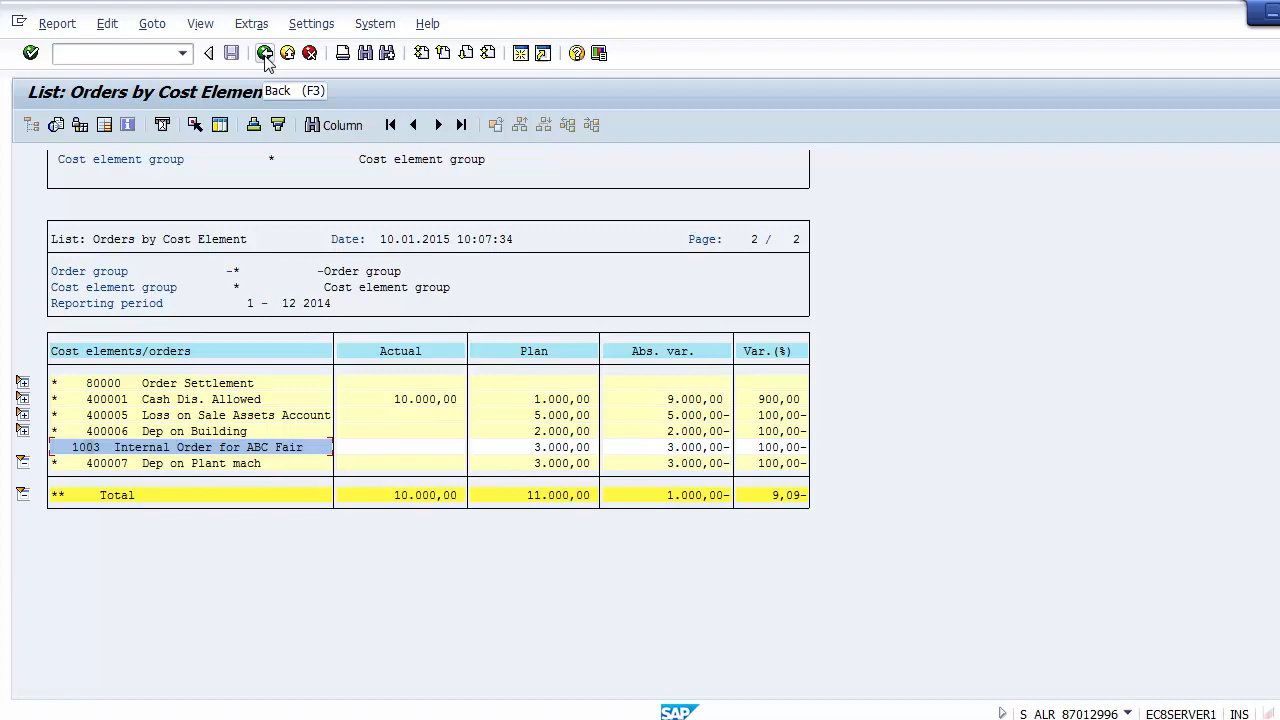 Report Edit Goto View Extras Settings System Help
List: Orders by Cost Elemen
Back (F3)
Column
Cost element group * Cost element group
List: Orders by Cost Element Date: 10.01.2015 10:07:34 Page: 2 / 2
Order group -* -Order group
Cost element group * Cost element group
Reporting period 1 - 12 2014
Cost elements/orders Actual Plan Abs. var. Var.(%)
* 80000 Order Settlement
* 400001 Cash Dis. Allowed 10.000,00 1.000,00 9.000,00 900,00
* 400005 Loss on Sale Assets Account 5.000,00 5.000,00- 100,00-
* 400006 Dep on Building 2.000,00 2.000,00- 100,00-
1003 Internal Order for ABC Fair 3.000,00 3.000,00- 100,00-
* 400007 Dep on Plant mach 3.000,00 3.000,00- 100,00-
** Total 10.000,00 11.000,00 1.000,00- 9,09-
SAP S_ALR_87012996 EC8SERVER1 INS